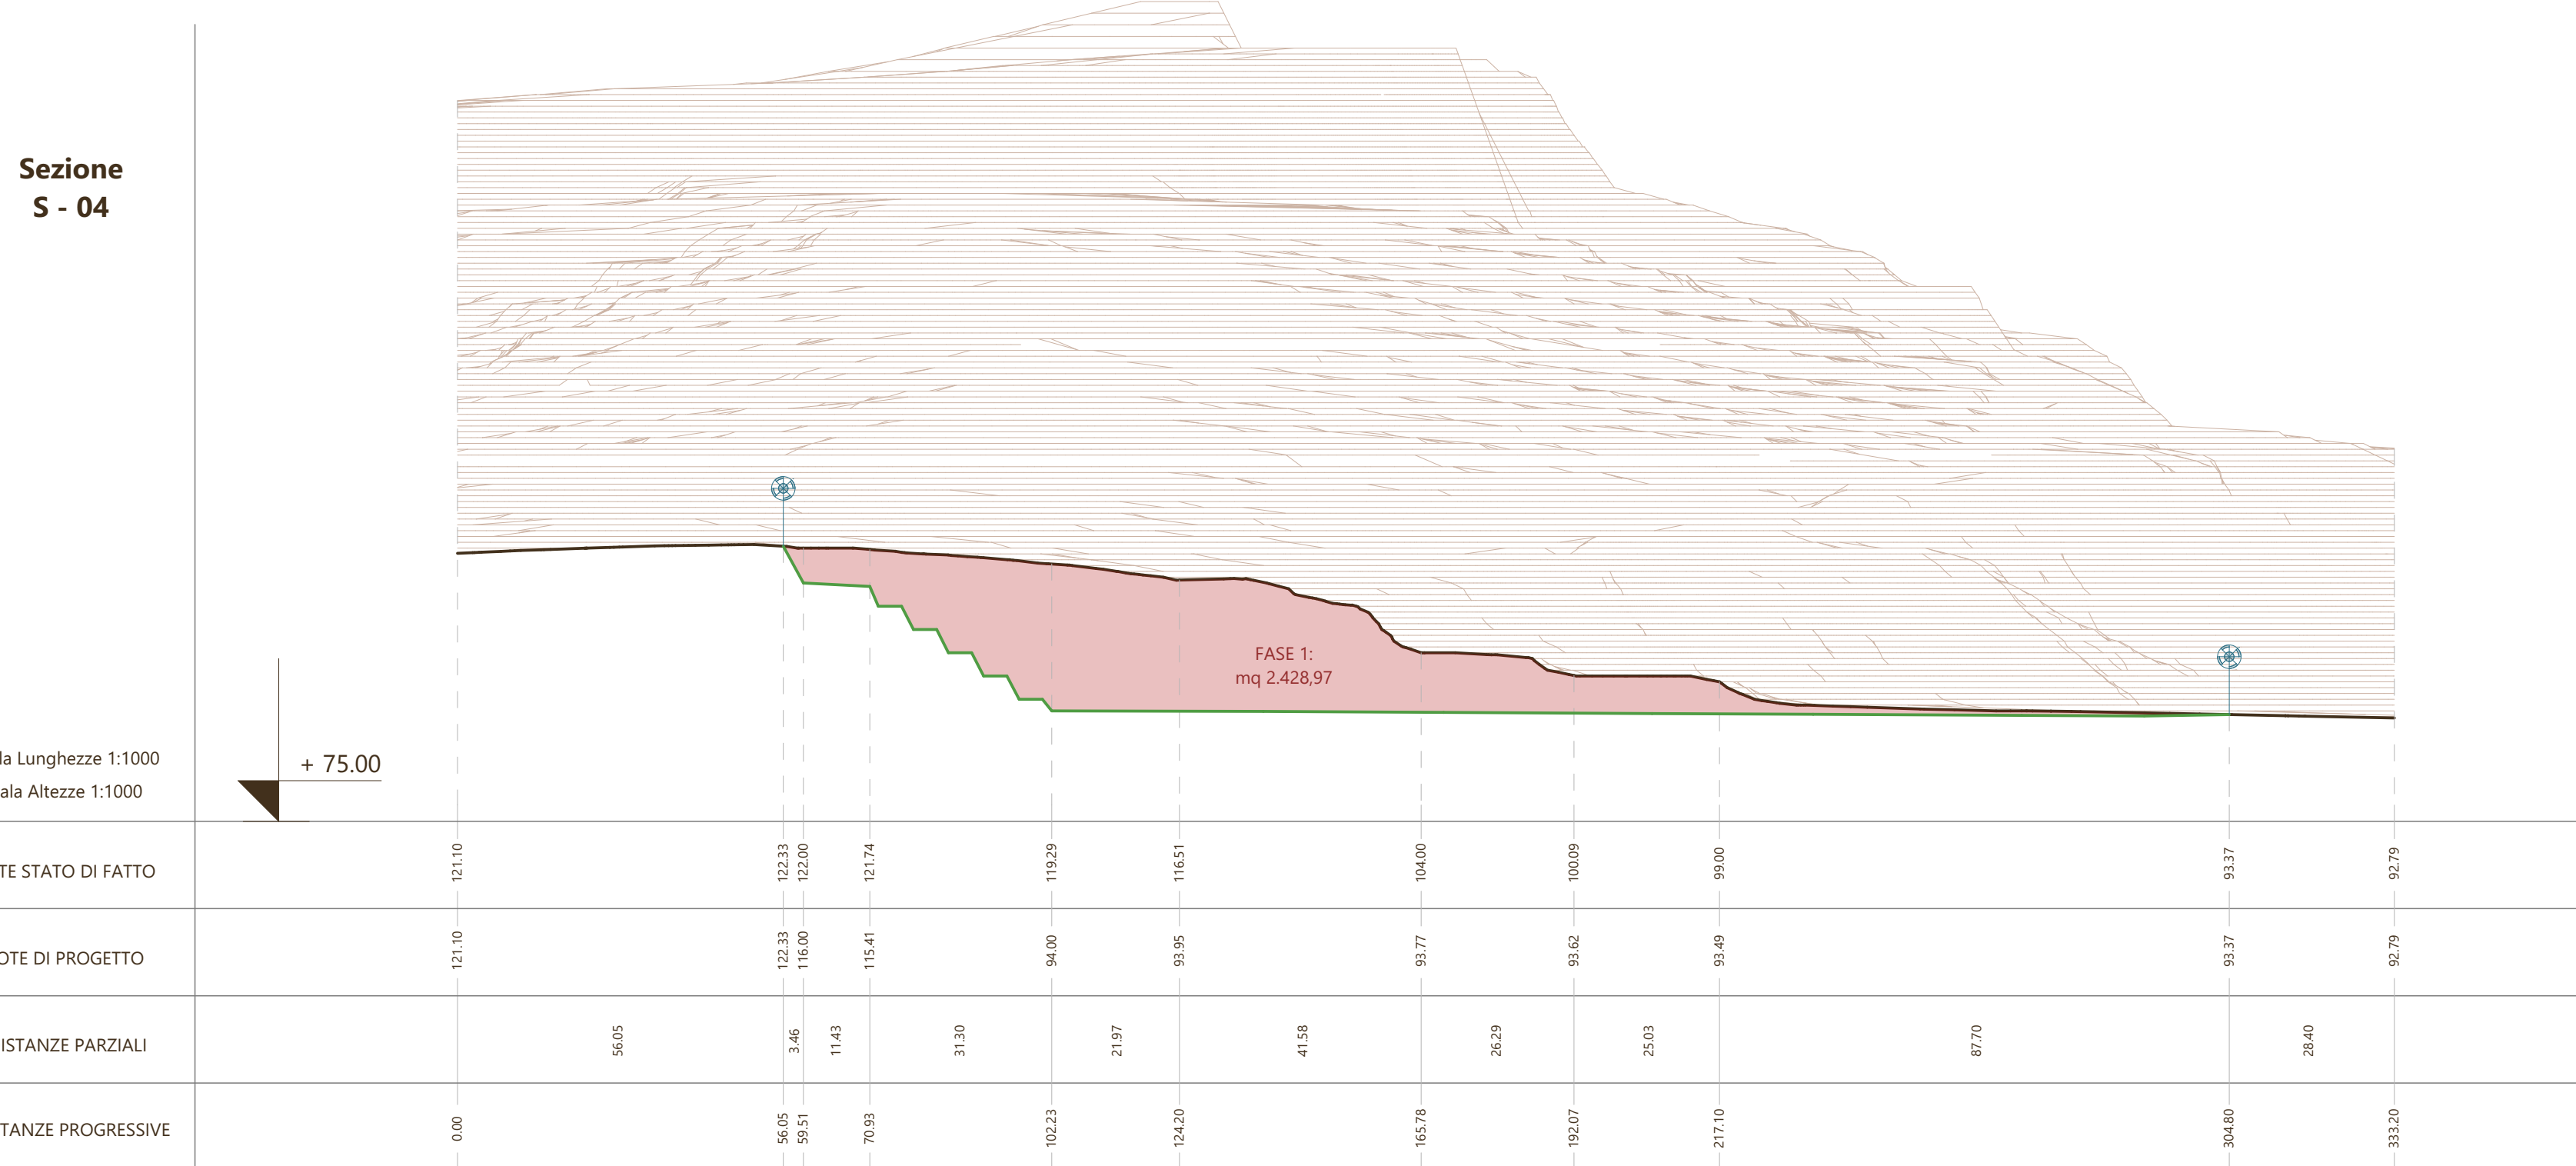 Sezione
S - 04
FASE 1:
mq 2.428,97
la Lunghezze 1:1000
ala Altezze 1:1000
+ 75.00
TE STATO DI FATTO
121.10 122.33 122.00 121.74 119.29 116.51 104.00 100.09 99.00 93.37 92.79
OTE DI PROGETTO
121.10 122.33 116.00 115.41 94.00 93.95 93.77 93.62 93.49 93.37 92.79
ISTANZE PARZIALI
56.05 3.46 11.43 31.30 21.97 41.58 26.29 25.03 87.70 28.40
TANZE PROGRESSIVE
0.00 56.05 59.51 70.93 102.23 124.20 165.78 192.07 217.10 304.80 333.20